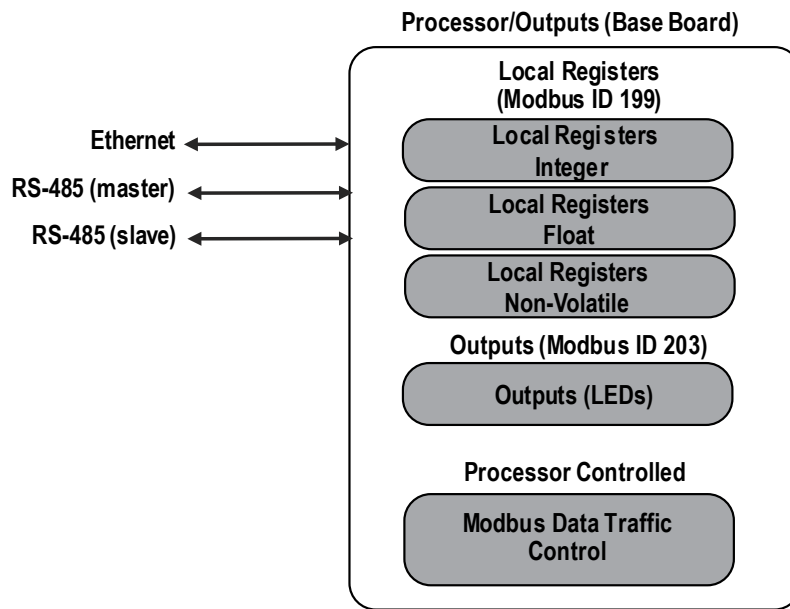 Processor/Outputs (Base Board)
Local Registers
(Modbus ID 199)
Local Registers
Integer
Ethernet
RS-485 (master)
Local Registers
Float
RS-485 (slave)
Local Registers
Non-Volatile
Outputs (Modbus ID 203)
Outputs (LEDs)
Processor Controlled
Modbus Data Traffic
Control